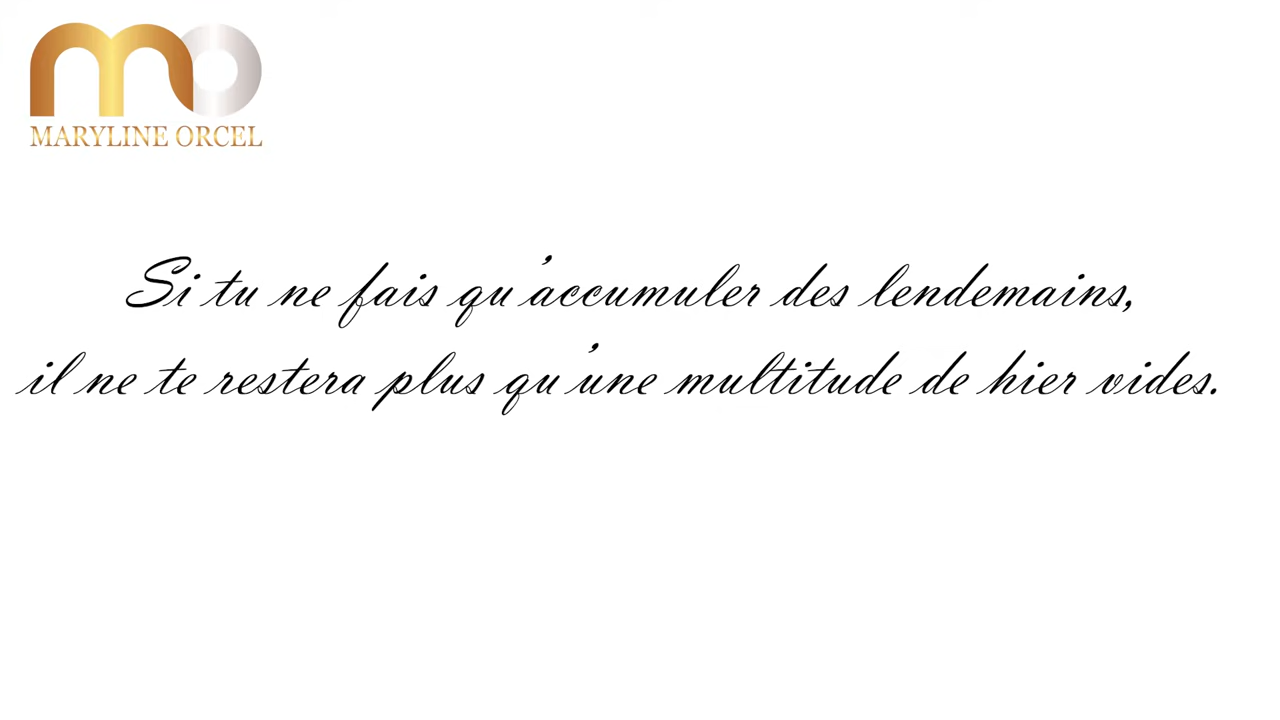 mo
MARYLINE ORCEL
Si tu ne fais qu'accumuler des lendemains,
il ne te restera plus qu'une multitude de hier vides.